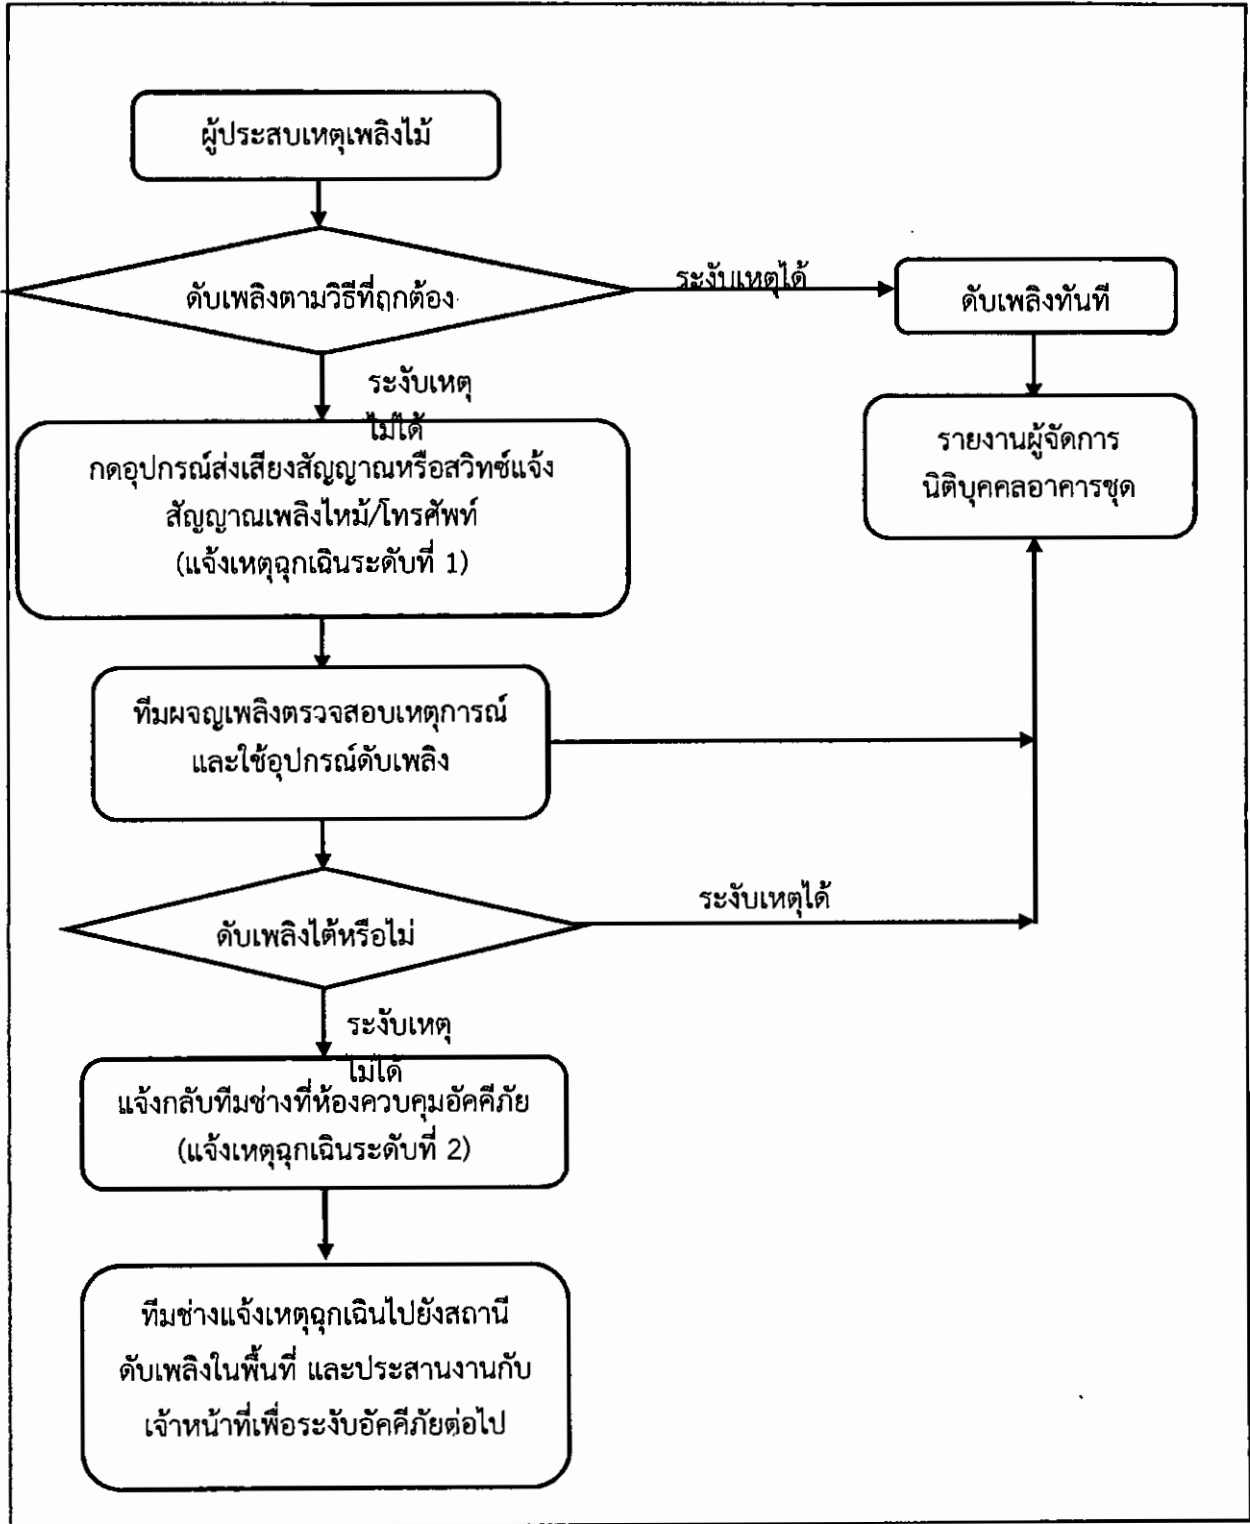 ผู้ประสบเหตุเพลิงไม้
ดับเพลิงตามวิธีที่ถูกต้อง
ระงับเหตุได้
ดับเพลิงทันที
รายงานผู้จัดการ
นิติบุคคลอาคารชุด
ระงับเหตุ
ไม่ได้
กดอุปกรณ์ส่งเสียงสัญญาณหรือสวิทซ์แจ้ง
สัญญาณเพลิงไหม้/โทรศัพท์
(แจ้งเหตุฉุกเฉินระดับที่ 1)
ทีมผจญเพลิงตรวจสอบเหตุการณ์
และใช้อุปกรณ์ดับเพลิง
ดับเพลิงได้หรือไม่
ระงับเหตุได้
ระงับเหตุ
ไม่ได้
แจ้งกลับทีมช่างที่ห้องควบคุมอัคคีภัย
(แจ้งเหตุฉุกเฉินระดับที่ 2)
ทีมช่างแจ้งเหตุฉุกเฉินไปยังสถานี
ดับเพลิงในพื้นที่ และประสานงานกับ
เจ้าหน้าที่เพื่อระงับอัคคีภัยต่อไป